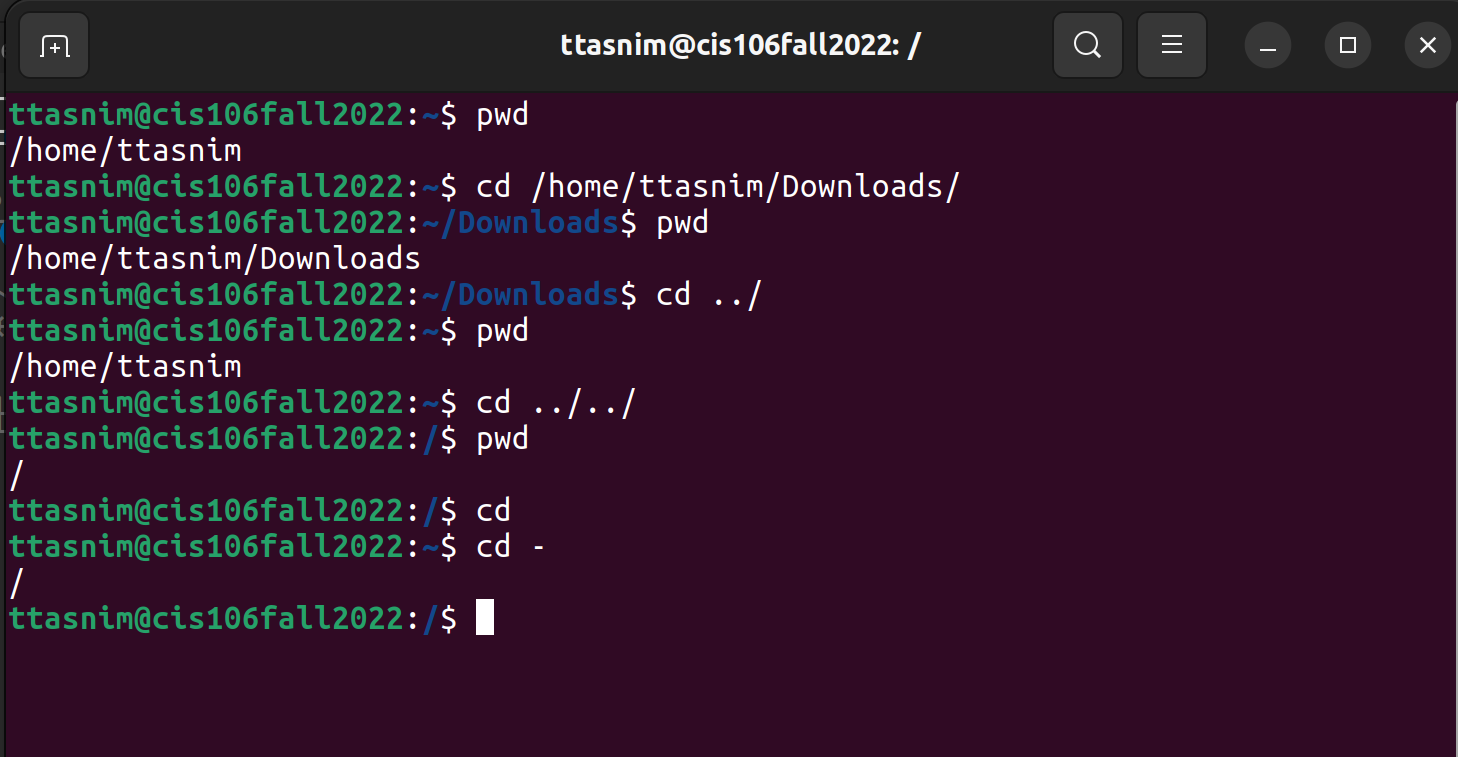 ttasnim@cis106fall2022: /
ttasnim@cis106fall2022:~$ pwd
/home/ttasnim
ttasnim@cis106fall2022:~$ cd /home/ttasnim/Downloads/
ttasnim@cis106fall2022:~/Downloads$ pwd
/home/ttasnim/Downloads
ttasnim@cis106fall2022:~/Downloads$ cd ../
ttasnim@cis106fall2022:~$ pwd
/home/ttasnim
ttasnim@cis106fall2022:~$ cd ../../
ttasnim@cis106fall2022:/$ pwd
/
ttasnim@cis106fall2022:/$ cd
ttasnim@cis106fall2022:~$ cd -
/
ttasnim@cis106fall2022:/$